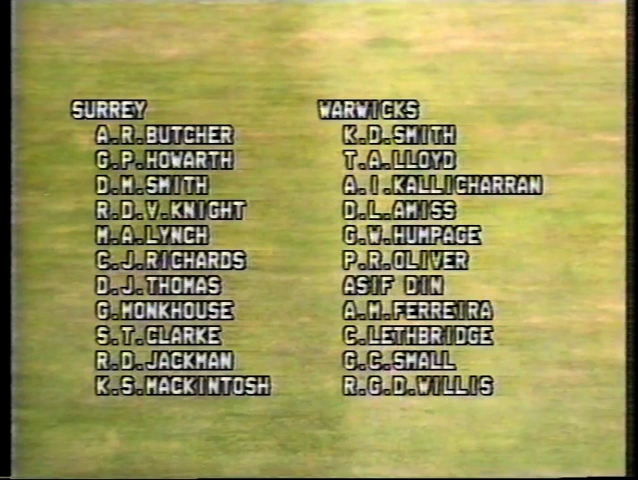 SURREY
A.R.BUTCHER
G.P.HOWARTH
D.M.SMITH
R.D.V.KNIGHT
M.A.LYNCH
C.J.RICHARDS
D.J.THOMAS
G.MONKHOUSE
S.T.CLARKE
R.D.JACKMAN
K.S.MACKINTOSH
WARWICKS
K.D.SMITH
T.A.LLOYD
A.I.KALLICHARRAN
D.L.AMISS
G.W.HUMPAGE
P.R.OLIVER
ASIF DIN
A.M.FERREIRA
C.LETHBRIDGE
G.C.SMALL
R.G.D.WILLIS